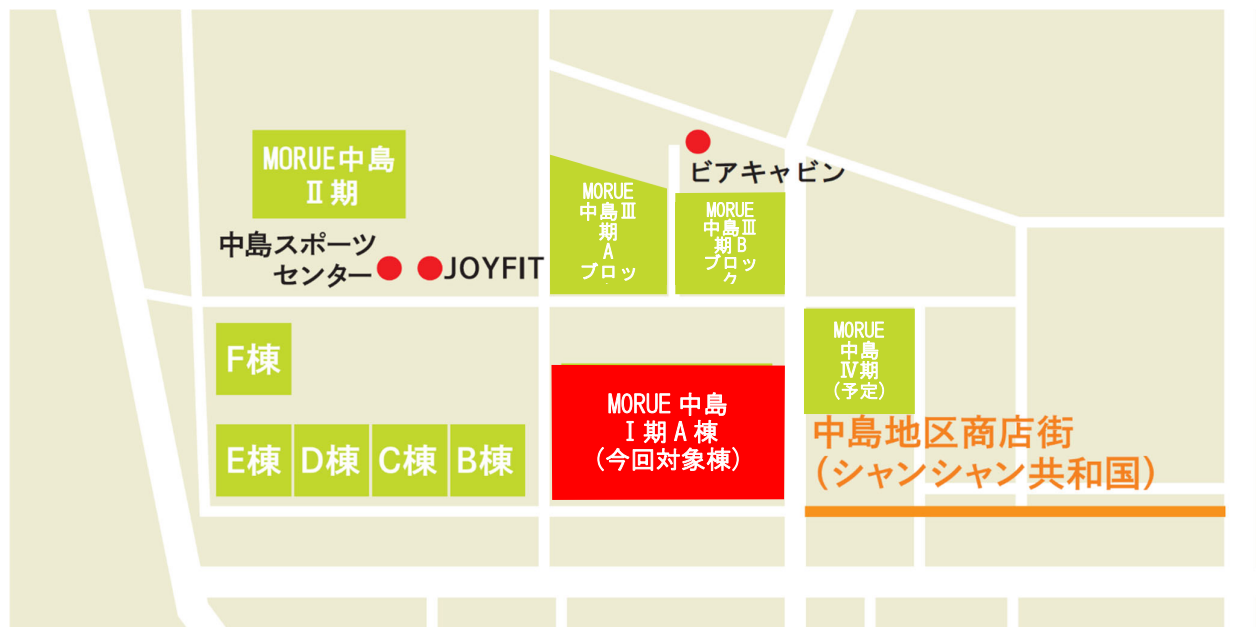 MORUE中島
Ⅱ期
ビアキャビン
MORUE
中島Ⅲ
期
A
ブロッ
MORUE
中島Ⅲ
期B
ブロッ
ク
中島スポーツ
センター
JOYFIT
F棟
MORUE
中島
Ⅳ期
(予定)
MORUE 中島
Ⅰ期A棟
(今回対象棟)
中島地区商店街
(シャンシャン共和国)
E棟
D棟
C棟
B棟